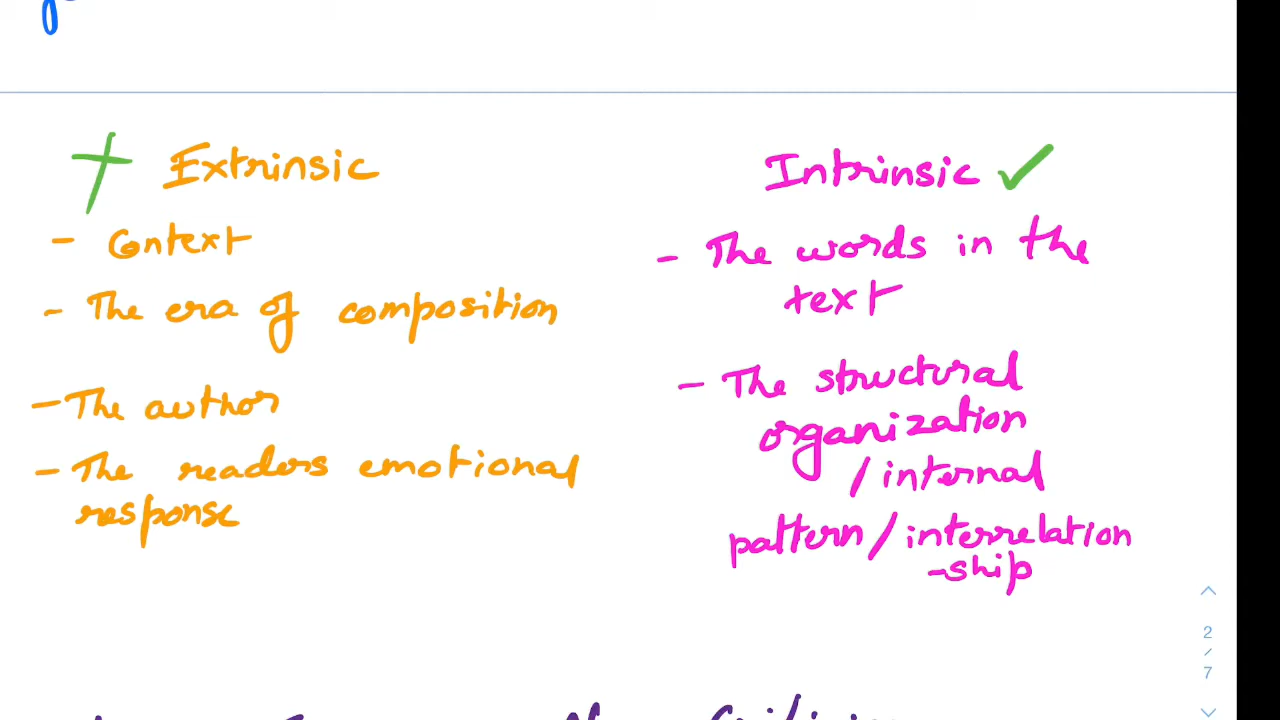 Extrinsic
- Context
- The era of composition
- The author
- The readers emotional
response
Intrinsic
- The words in the
text
- The structural
organization
/ internal
pattern / interrelation
-ship
2
/
7